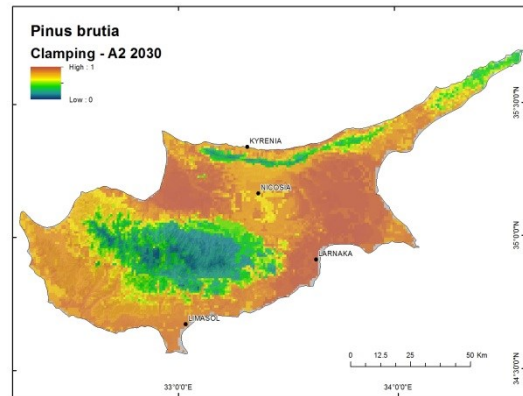 Pinus brutia
Clamping - A2 2030
High : 1
Low : 0
KYRENIA
NICOSIA
LARNAKA
LIMASOL
35°30'0"E
35°0'0"E
34°30'0"E
0 12.5 25 50 Km
33°0'0"E 34°0'0"E